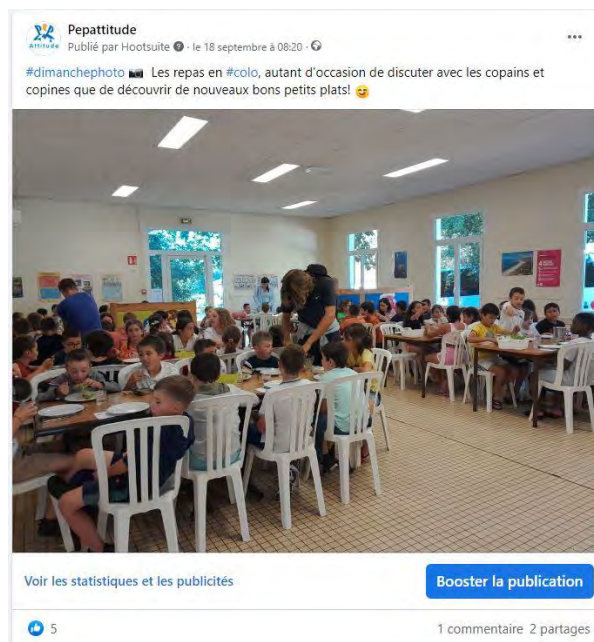 Attitude
Pepattitude
Publié par Hootsuite · le 18 septembre à 08:20 ·
#dimanchephoto 📷 Les repas en #colo, autant d'occasion de discuter avec les copains et
copines que de découvrir de nouveaux bons petits plats! 😊
Voir les statistiques et les publicités
Booster la publication
5
1 commentaire 2 partages